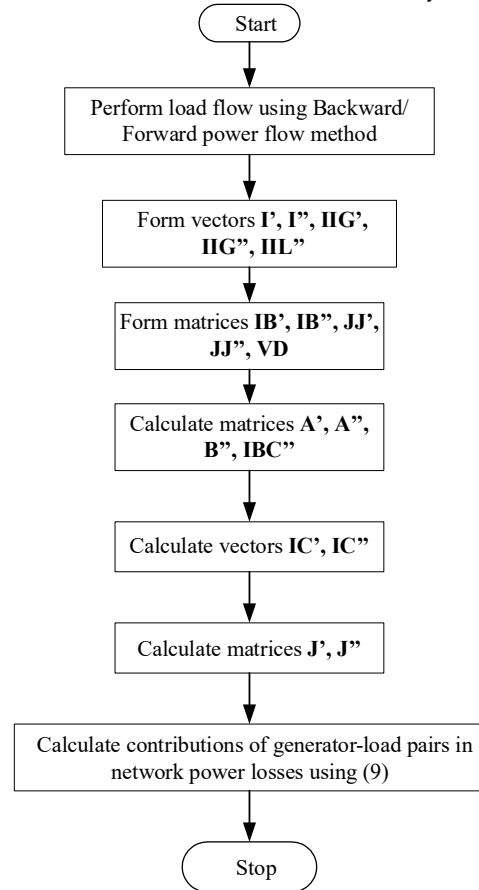 Start
Perform load flow using Backward/
Forward power flow method
Form vectors I’, I”, IIG’,
IIG”, IIL”
Form matrices IB’, IB”, JJ’,
JJ”, VD
Calculate matrices A’, A”,
B”, IBC”
Calculate vectors IC’, IC”
Calculate matrices J’, J”
Calculate contributions of generator-load pairs in
network power losses using (9)
Stop